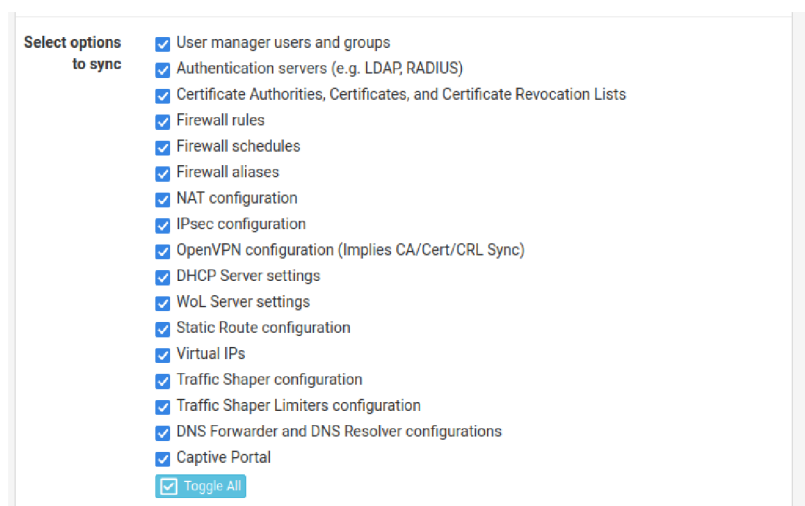 Select options
to sync
User manager users and groups
Authentication servers (e.g. LDAP, RADIUS)
Certificate Authorities, Certificates, and Certificate Revocation Lists
Firewall rules
Firewall schedules
Firewall aliases
NAT configuration
IPsec configuration
OpenVPN configuration (Implies CA/Cert/CRL Sync)
DHCP Server settings
WoL Server settings
Static Route configuration
Virtual IPs
Traffic Shaper configuration
Traffic Shaper Limiters configuration
DNS Forwarder and DNS Resolver configurations
Captive Portal
Toggle All